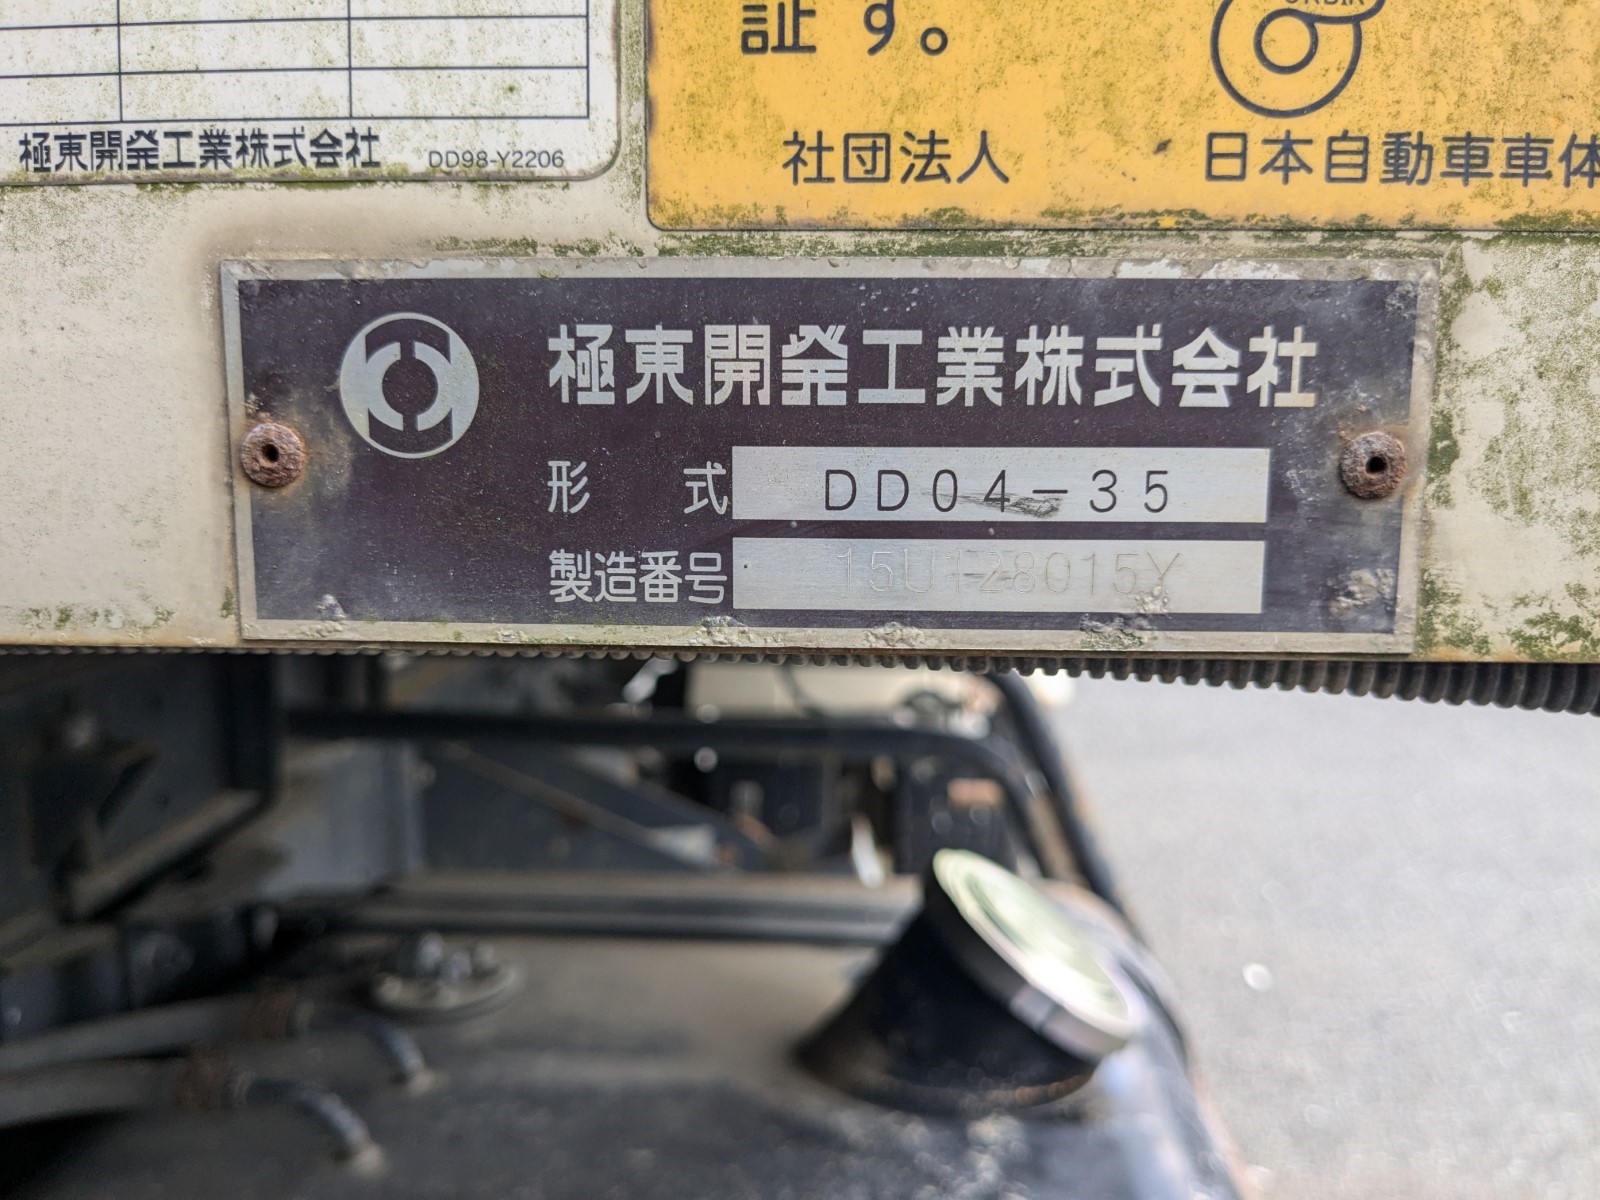 証 す。
極東開発工業株式会社 DD98-Y2206
社団法人 日本自動車車体
極東開発工業株式会社
形 式 DD04-35
製造番号 15U128015Y